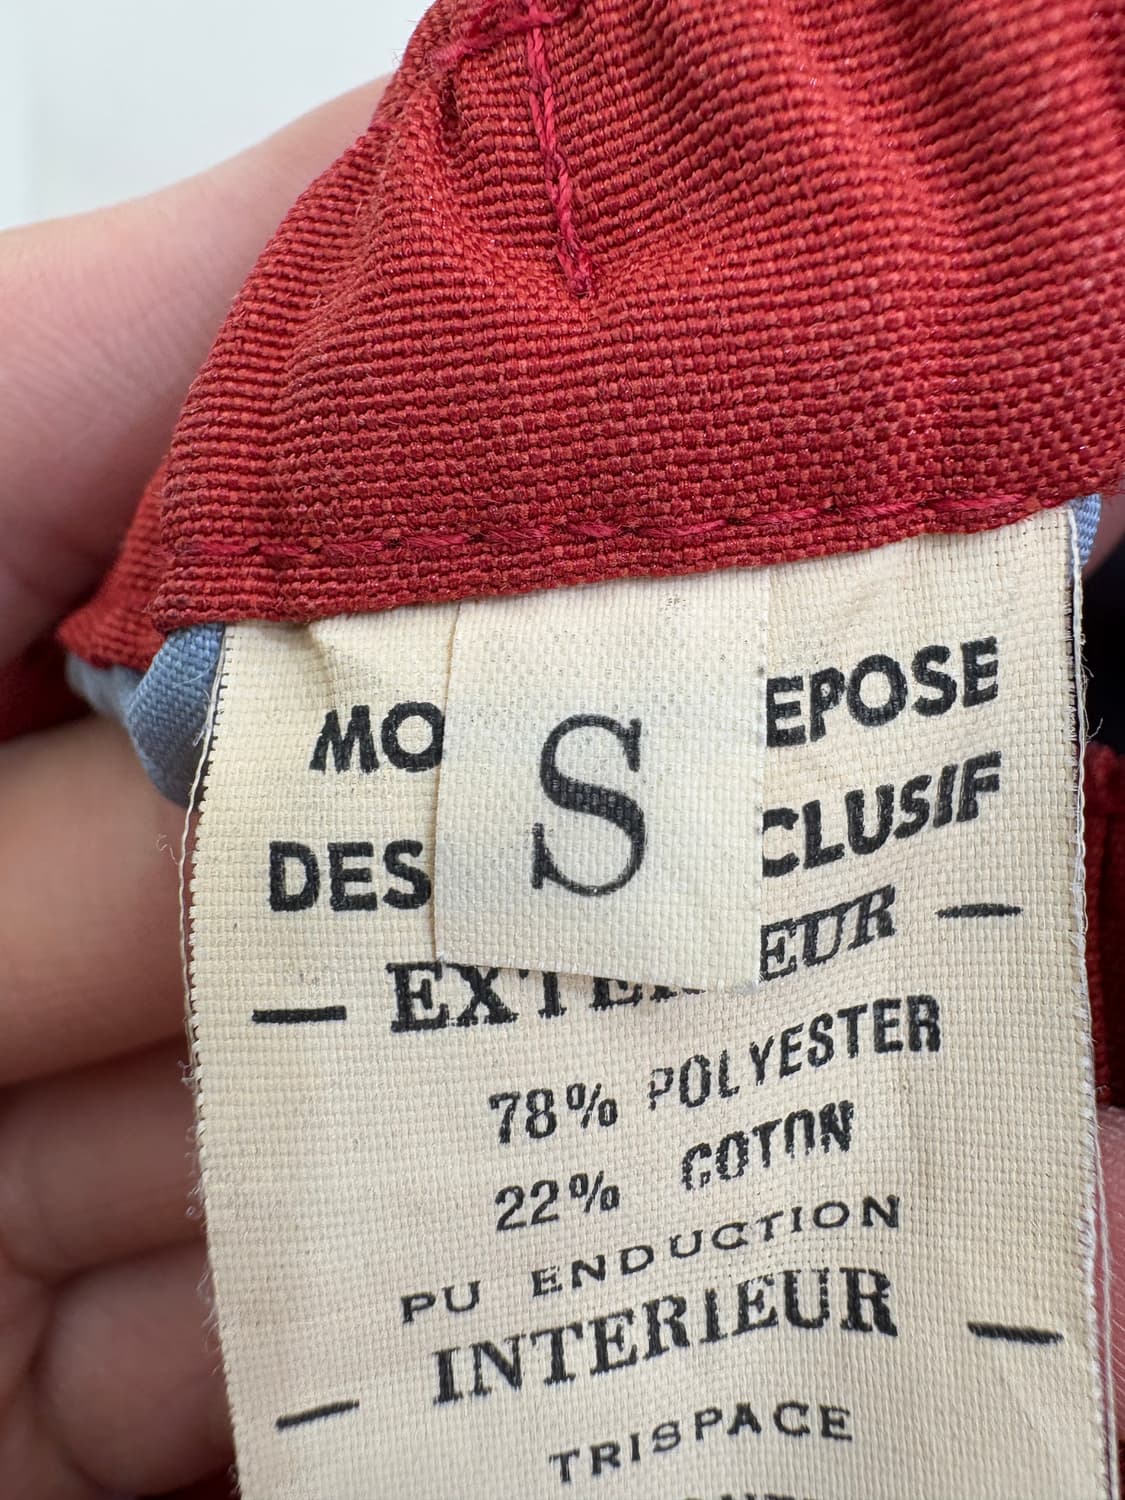 S
MO EPOSE
DES CLUSIF
— EXTE EUR —
78% POLYESTER
22% COTON
PU ENDUCTION
— INTERIEUR —
TRISPACE